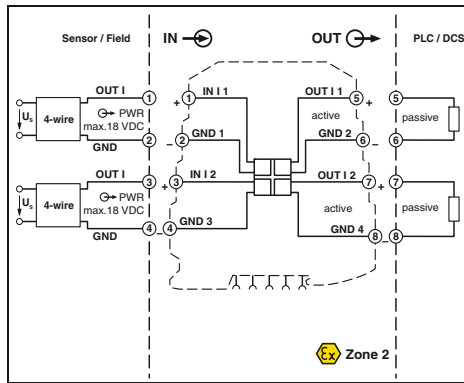 Sensor / Field
IN
OUT
PLC / DCS
OUT I
1
+ 1
IN I 1
OUT I 1
5 +
5
Us
4-wire
PWR
max.18 VDC
active
passive
GND
2
– 2
GND 1
GND 2
6 –
6
OUT I
3
+ 3
IN I 2
OUT I 2
7 +
7
Us
4-wire
PWR
max.18 VDC
active
passive
GND
4 –
4
GND 3
GND 4
8 –
8
Ex Zone 2